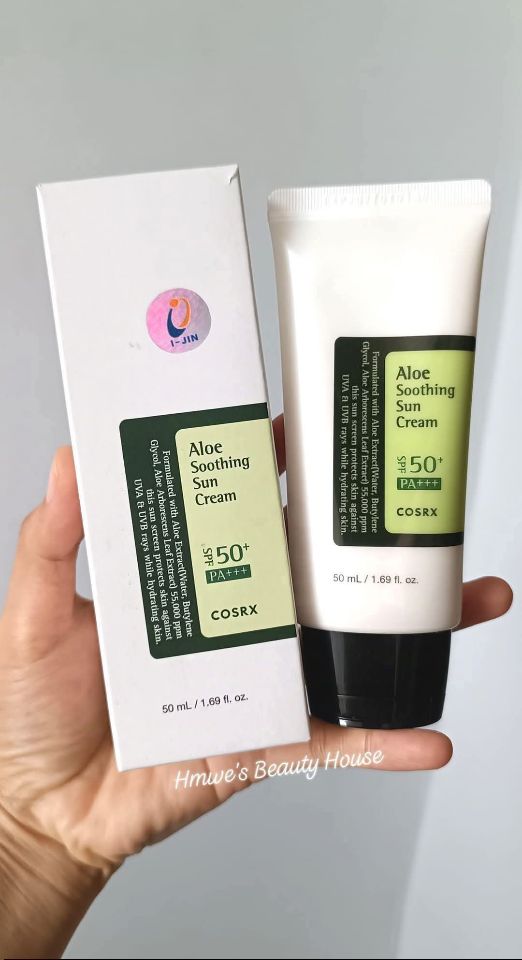 I-JIN
Aloe
Soothing
Sun
Cream
Formulated with Aloe Extract(Water, Butylene
Glycol, Aloe Arborescens Leaf Extract) 55,000 ppm
this sun screen protects skin against
UVA & UVB rays while hydrating skin.
SPF 50+
PA+++
COSRX
50 mL / 1.69 fl. oz.
Aloe
Soothing
Sun
Cream
Formulated with Aloe Extract(Water, Butylene
Glycol, Aloe Arborescens Leaf Extract) 55,000 ppm
this sun screen protects skin against
UVA & UVB rays while hydrating skin.
SPF 50+
PA+++
COSRX
50 mL / 1.69 fl. oz.
Hmwe's Beauty House